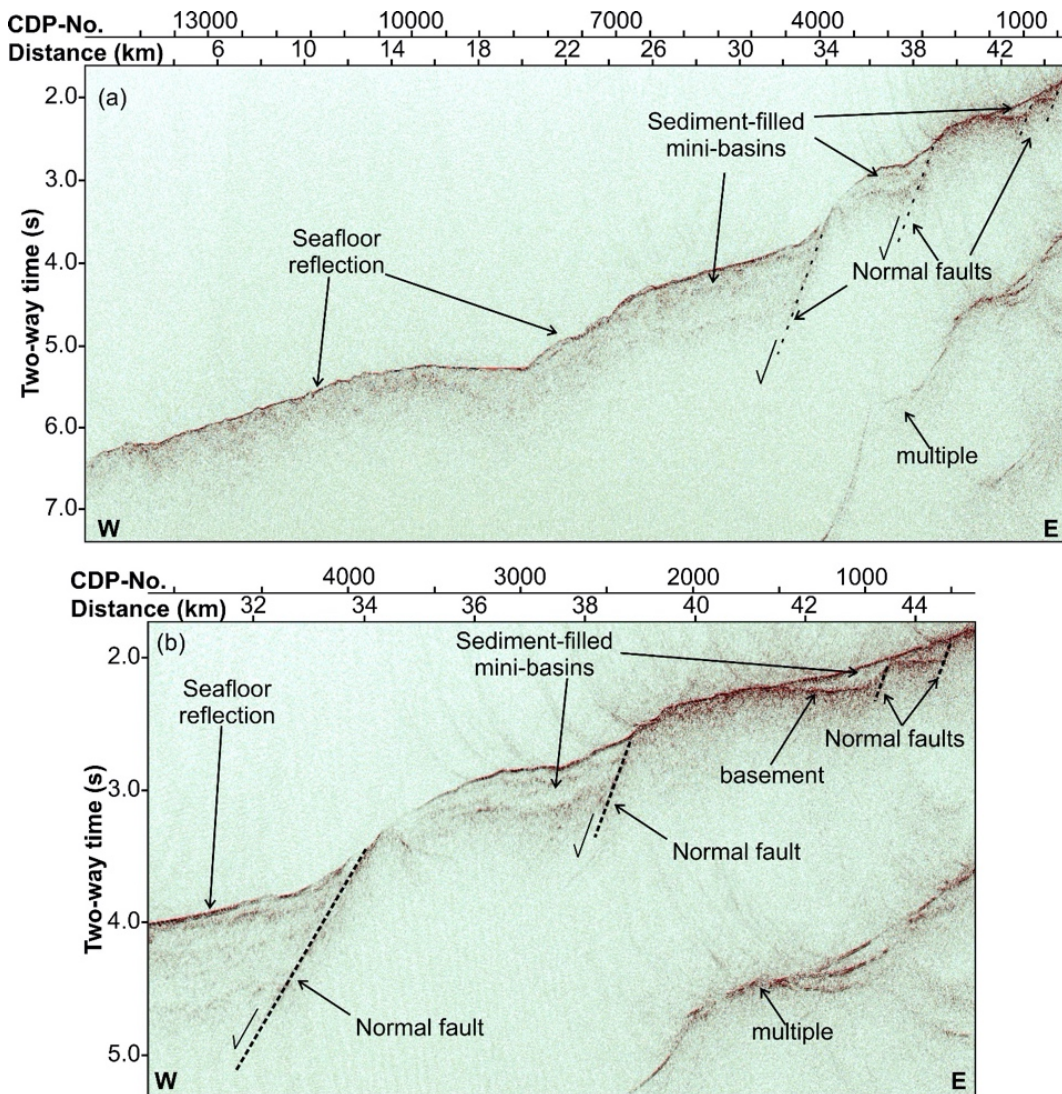 CDP-No. 13000 10000 7000 4000 1000
Distance (km) 6 10 14 18 22 26 30 34 38 42
(a)
2.0
Sediment-filled
mini-basins
3.0
Seafloor
reflection
4.0
Normal faults
5.0
6.0
multiple
7.0
Two-way time (s)
W E
CDP-No. 4000 3000 2000 1000
Distance (km) 32 34 36 38 40 42 44
(b)
2.0
Sediment-filled
mini-basins
Seafloor
reflection
Normal faults
basement
3.0
Normal fault
4.0
Normal fault
multiple
5.0
Two-way time (s)
W E